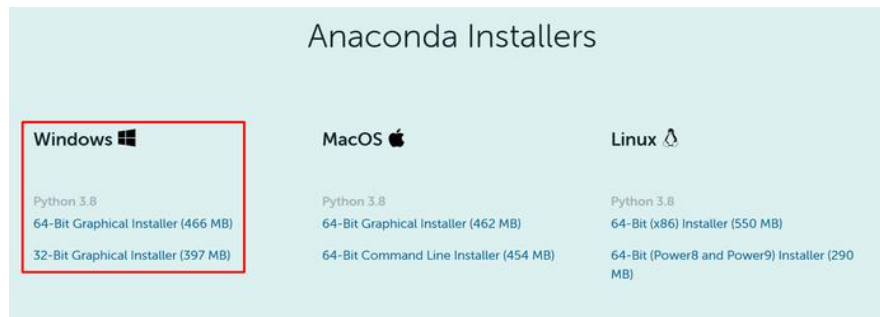 Anaconda Installers
Windows
Python 3.8
64-Bit Graphical Installer (466 MB)
32-Bit Graphical Installer (397 MB)
MacOS
Python 3.8
64-Bit Graphical Installer (462 MB)
64-Bit Command Line Installer (454 MB)
Linux
Python 3.8
64-Bit (x86) Installer (550 MB)
64-Bit (Power8 and Power9) Installer (290
MB)